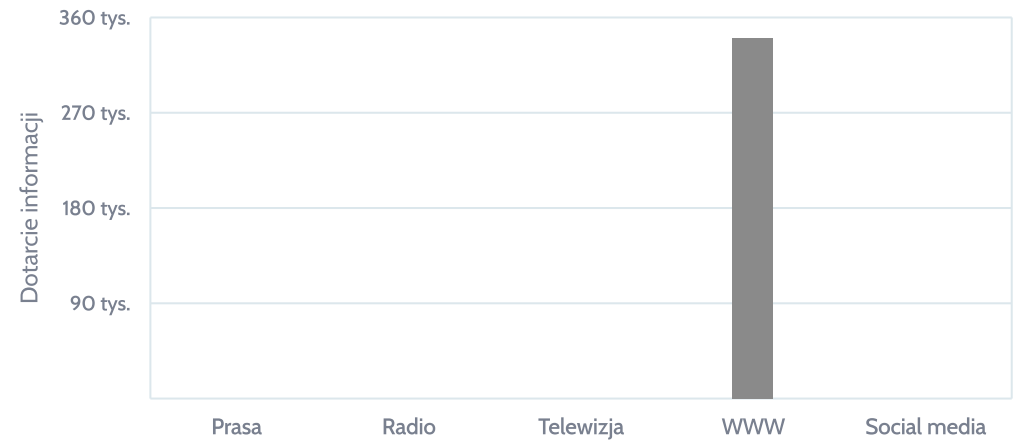 360 tys.
270 tys.
180 tys.
90 tys.
Dotarcie informacji
Prasa
Radio
Telewizja
WWW
Social media